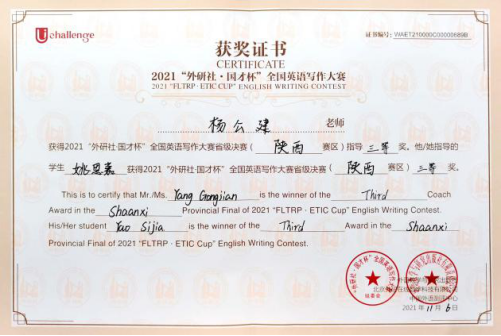 Uchallenge
证书编号: WAET210000C00000689B
获奖证书
CERTIFICATE
2021 “外研社·国才杯” 全国英语写作大赛
2021 “FLTRP · ETIC CUP” ENGLISH WRITING CONTEST
杨公建 老师
获得2021 “外研社·国才杯” 全国英语写作大赛省级决赛( 陕西 赛区)指导 三等 奖。他/她指导的
学生 姚思嘉 获得2021 “外研社·国才杯” 全国英语写作大赛省级决赛( 陕西 赛区) 三等 奖。
This is to certify that Mr./Ms. Yang Gongjian is the winner of the Third Coach
Award in the Shaanxi Provincial Final of 2021 “FLTRP · ETIC Cup” English Writing Contest.
His/Her student Yao Sijia is the winner of the Third Award in the Shaanxi
Provincial Final of 2021 “FLTRP · ETIC Cup” English Writing Contest.
组委会
2021 年 11 月 6 日